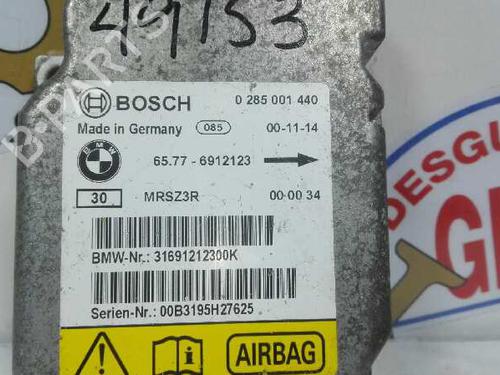 49153
BOSCH 0 285 001 440
Made in Germany 085 00-11-14
BMW
65.77 - 6912123
30 MRSZ3R 00 00 34
BMW-Nr.: 31691212300K
Serien-Nr.: 00B3195H27625
AIRBAG
B-PARTS
DESGU